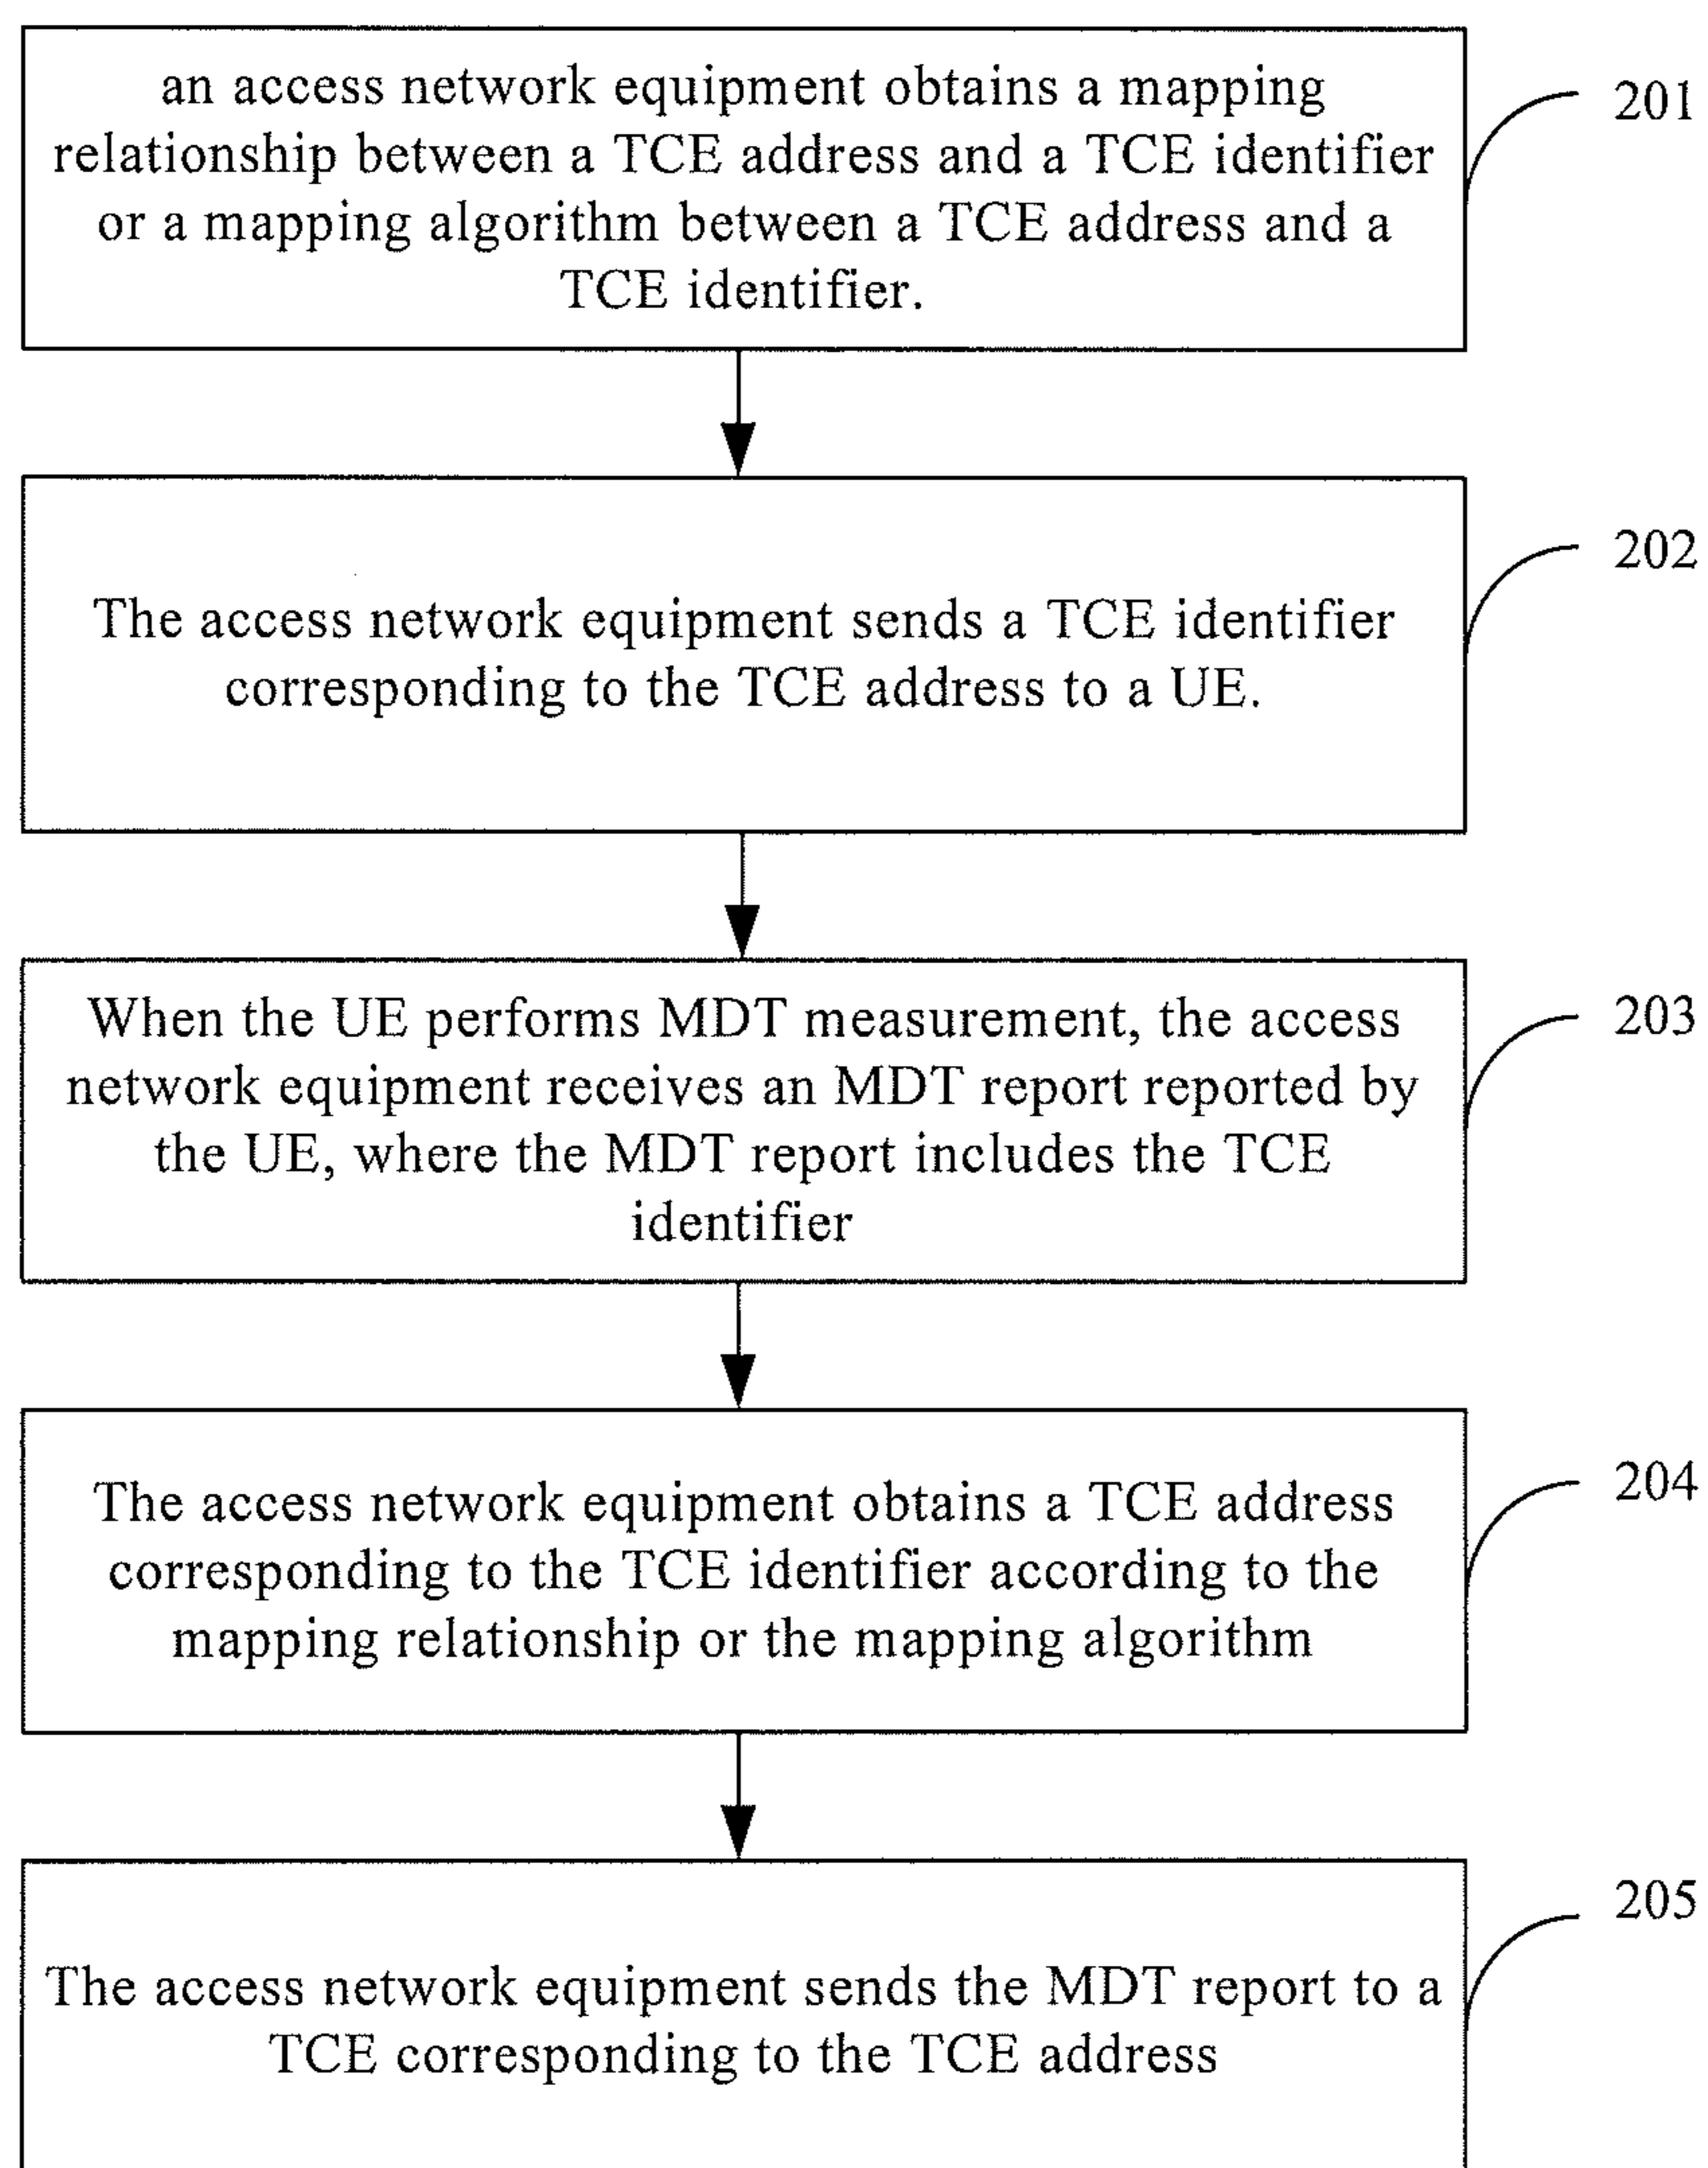 an access network equipment obtains a mapping
relationship between a TCE address and a TCE identifier
or a mapping algorithm between a TCE address and a
TCE identifier.
201
The access network equipment sends a TCE identifier
corresponding to the TCE address to a UE.
202
When the UE performs MDT measurement, the access
network equipment receives an MDT report reported by
the UE, where the MDT report includes the TCE
identifier
203
The access network equipment obtains a TCE address
corresponding to the TCE identifier according to the
mapping relationship or the mapping algorithm
204
The access network equipment sends the MDT report to a
TCE corresponding to the TCE address
205